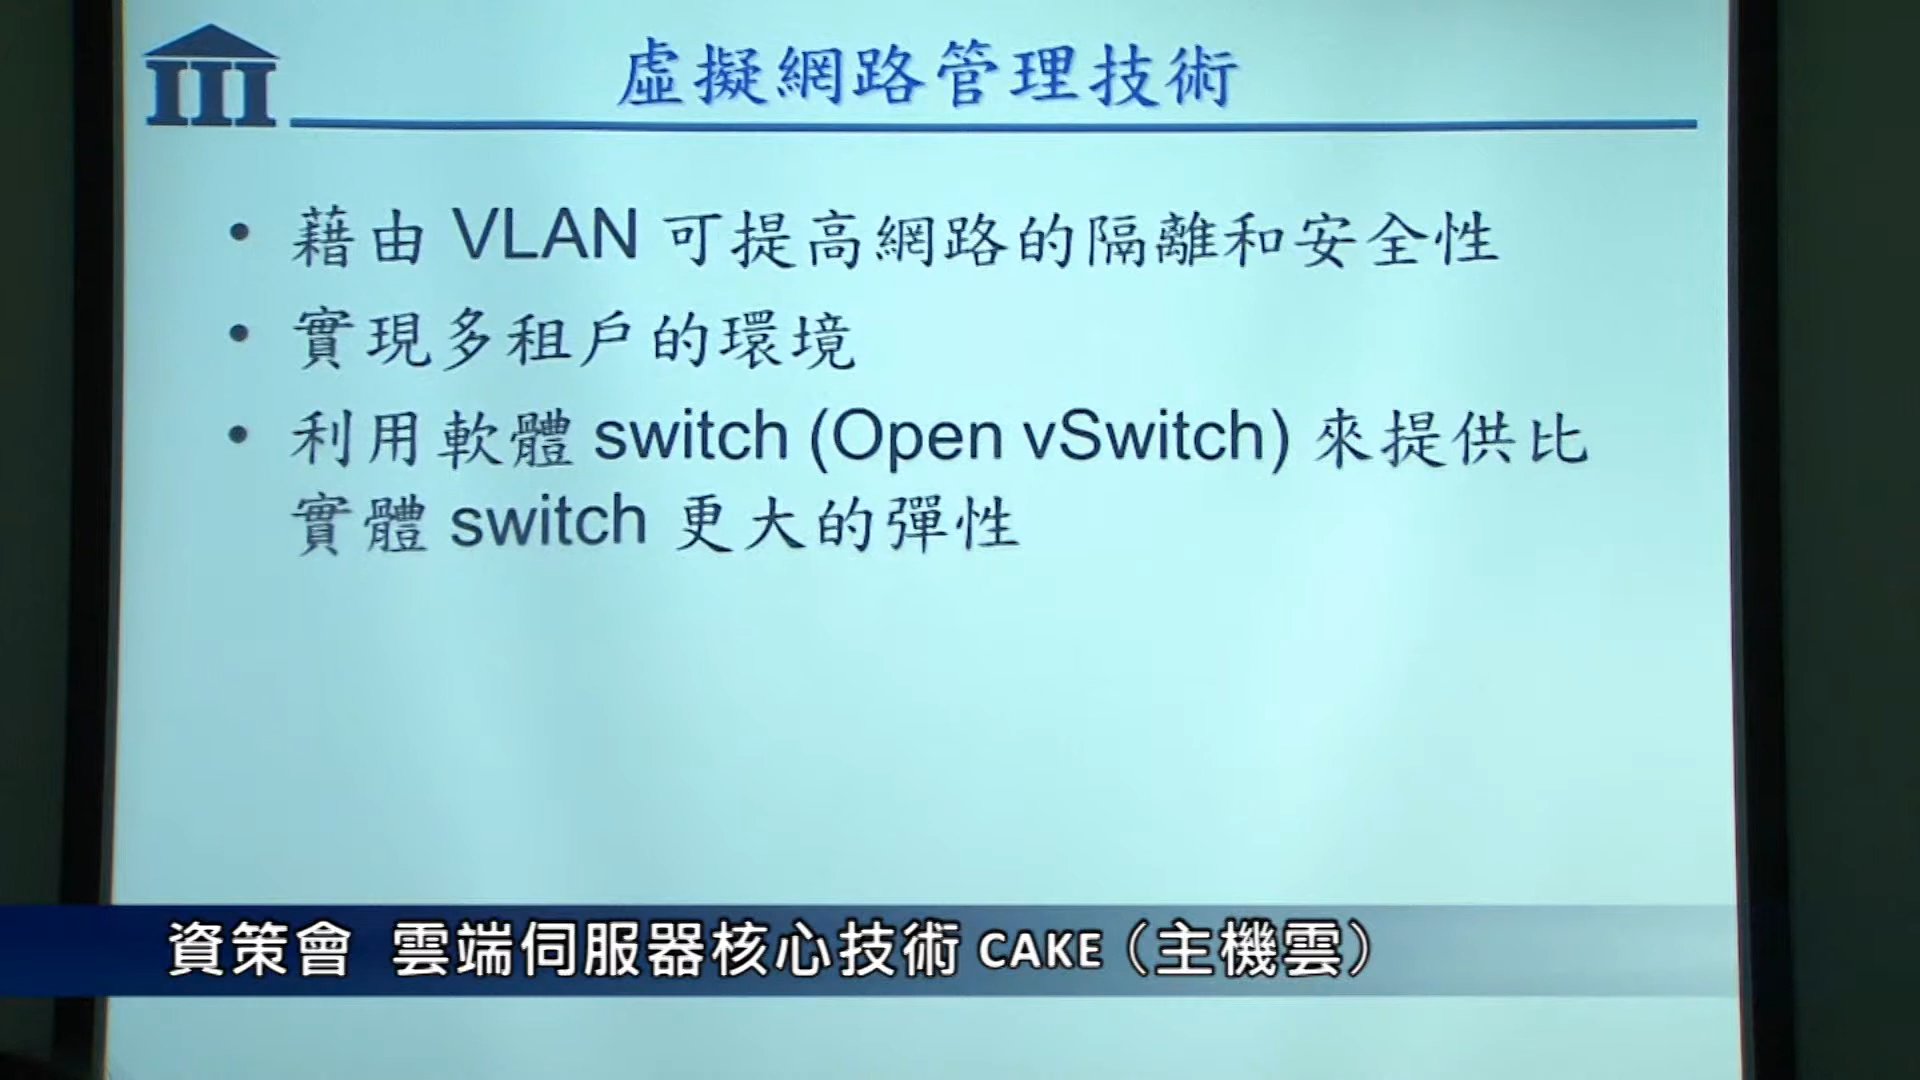 虛擬網路管理技術
• 藉由 VLAN 可提高網路的隔離和安全性
• 實現多租戶的環境
• 利用軟體 switch (Open vSwitch) 來提供比
實體 switch 更大的彈性
資策會 雲端伺服器核心技術 CAKE（主機雲）